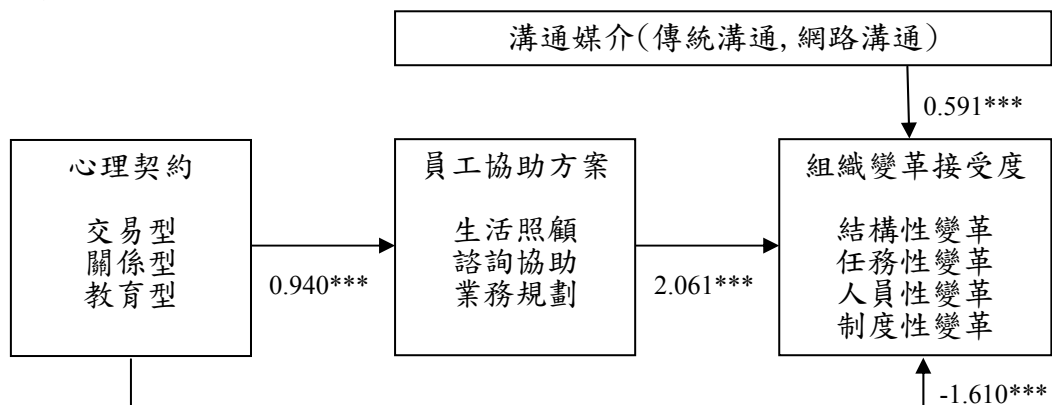 溝通媒介(傳統溝通, 網路溝通)
0.591***
心理契約
交易型
關係型
教育型
0.940***
員工協助方案
生活照顧
諮詢協助
業務規劃
2.061***
組織變革接受度
結構性變革
任務性變革
人員性變革
制度性變革
-1.610***